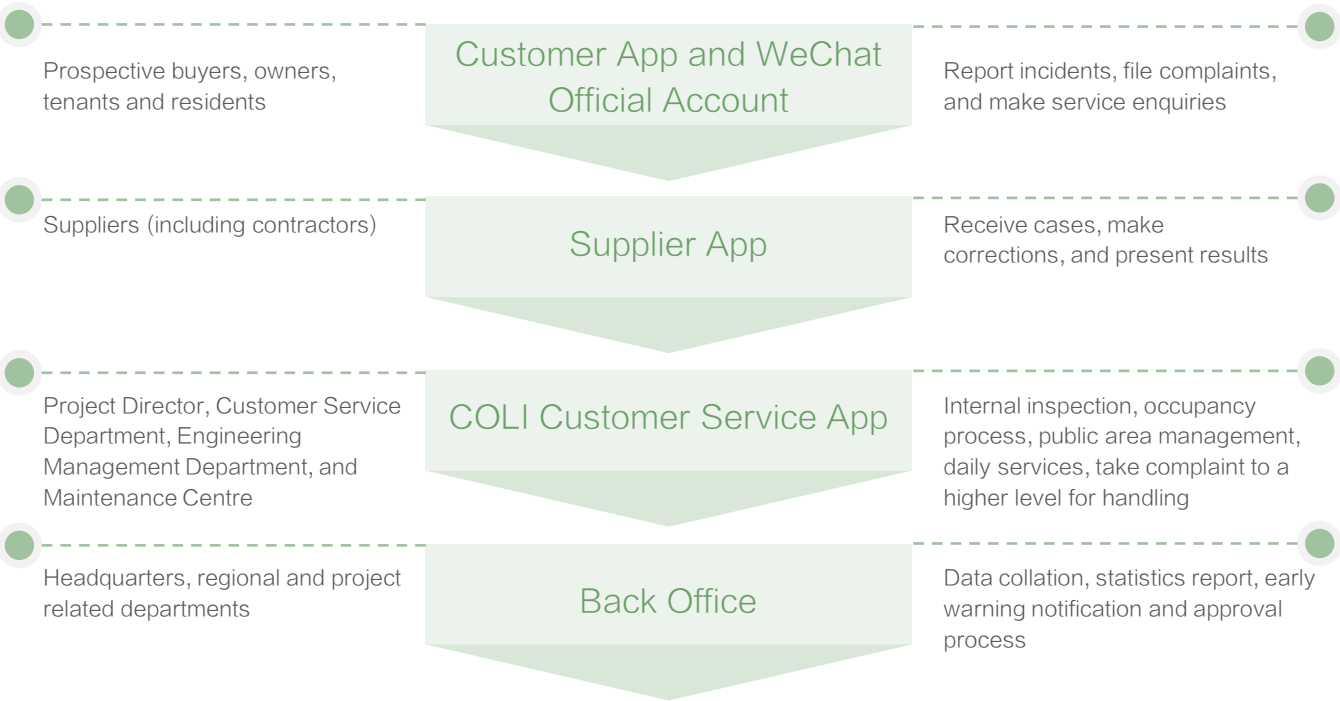 Prospective buyers, owners,
tenants and residents
Customer App and WeChat
Official Account
Report incidents, file complaints,
and make service enquiries
Suppliers (including contractors)
Supplier App
Receive cases, make
corrections, and present results
Project Director, Customer Service
Department, Engineering
Management Department, and
Maintenance Centre
COLI Customer Service App
Internal inspection, occupancy
process, public area management,
daily services, take complaint to a
higher level for handling
Headquarters, regional and project
related departments
Back Office
Data collation, statistics report, early
warning notification and approval
process